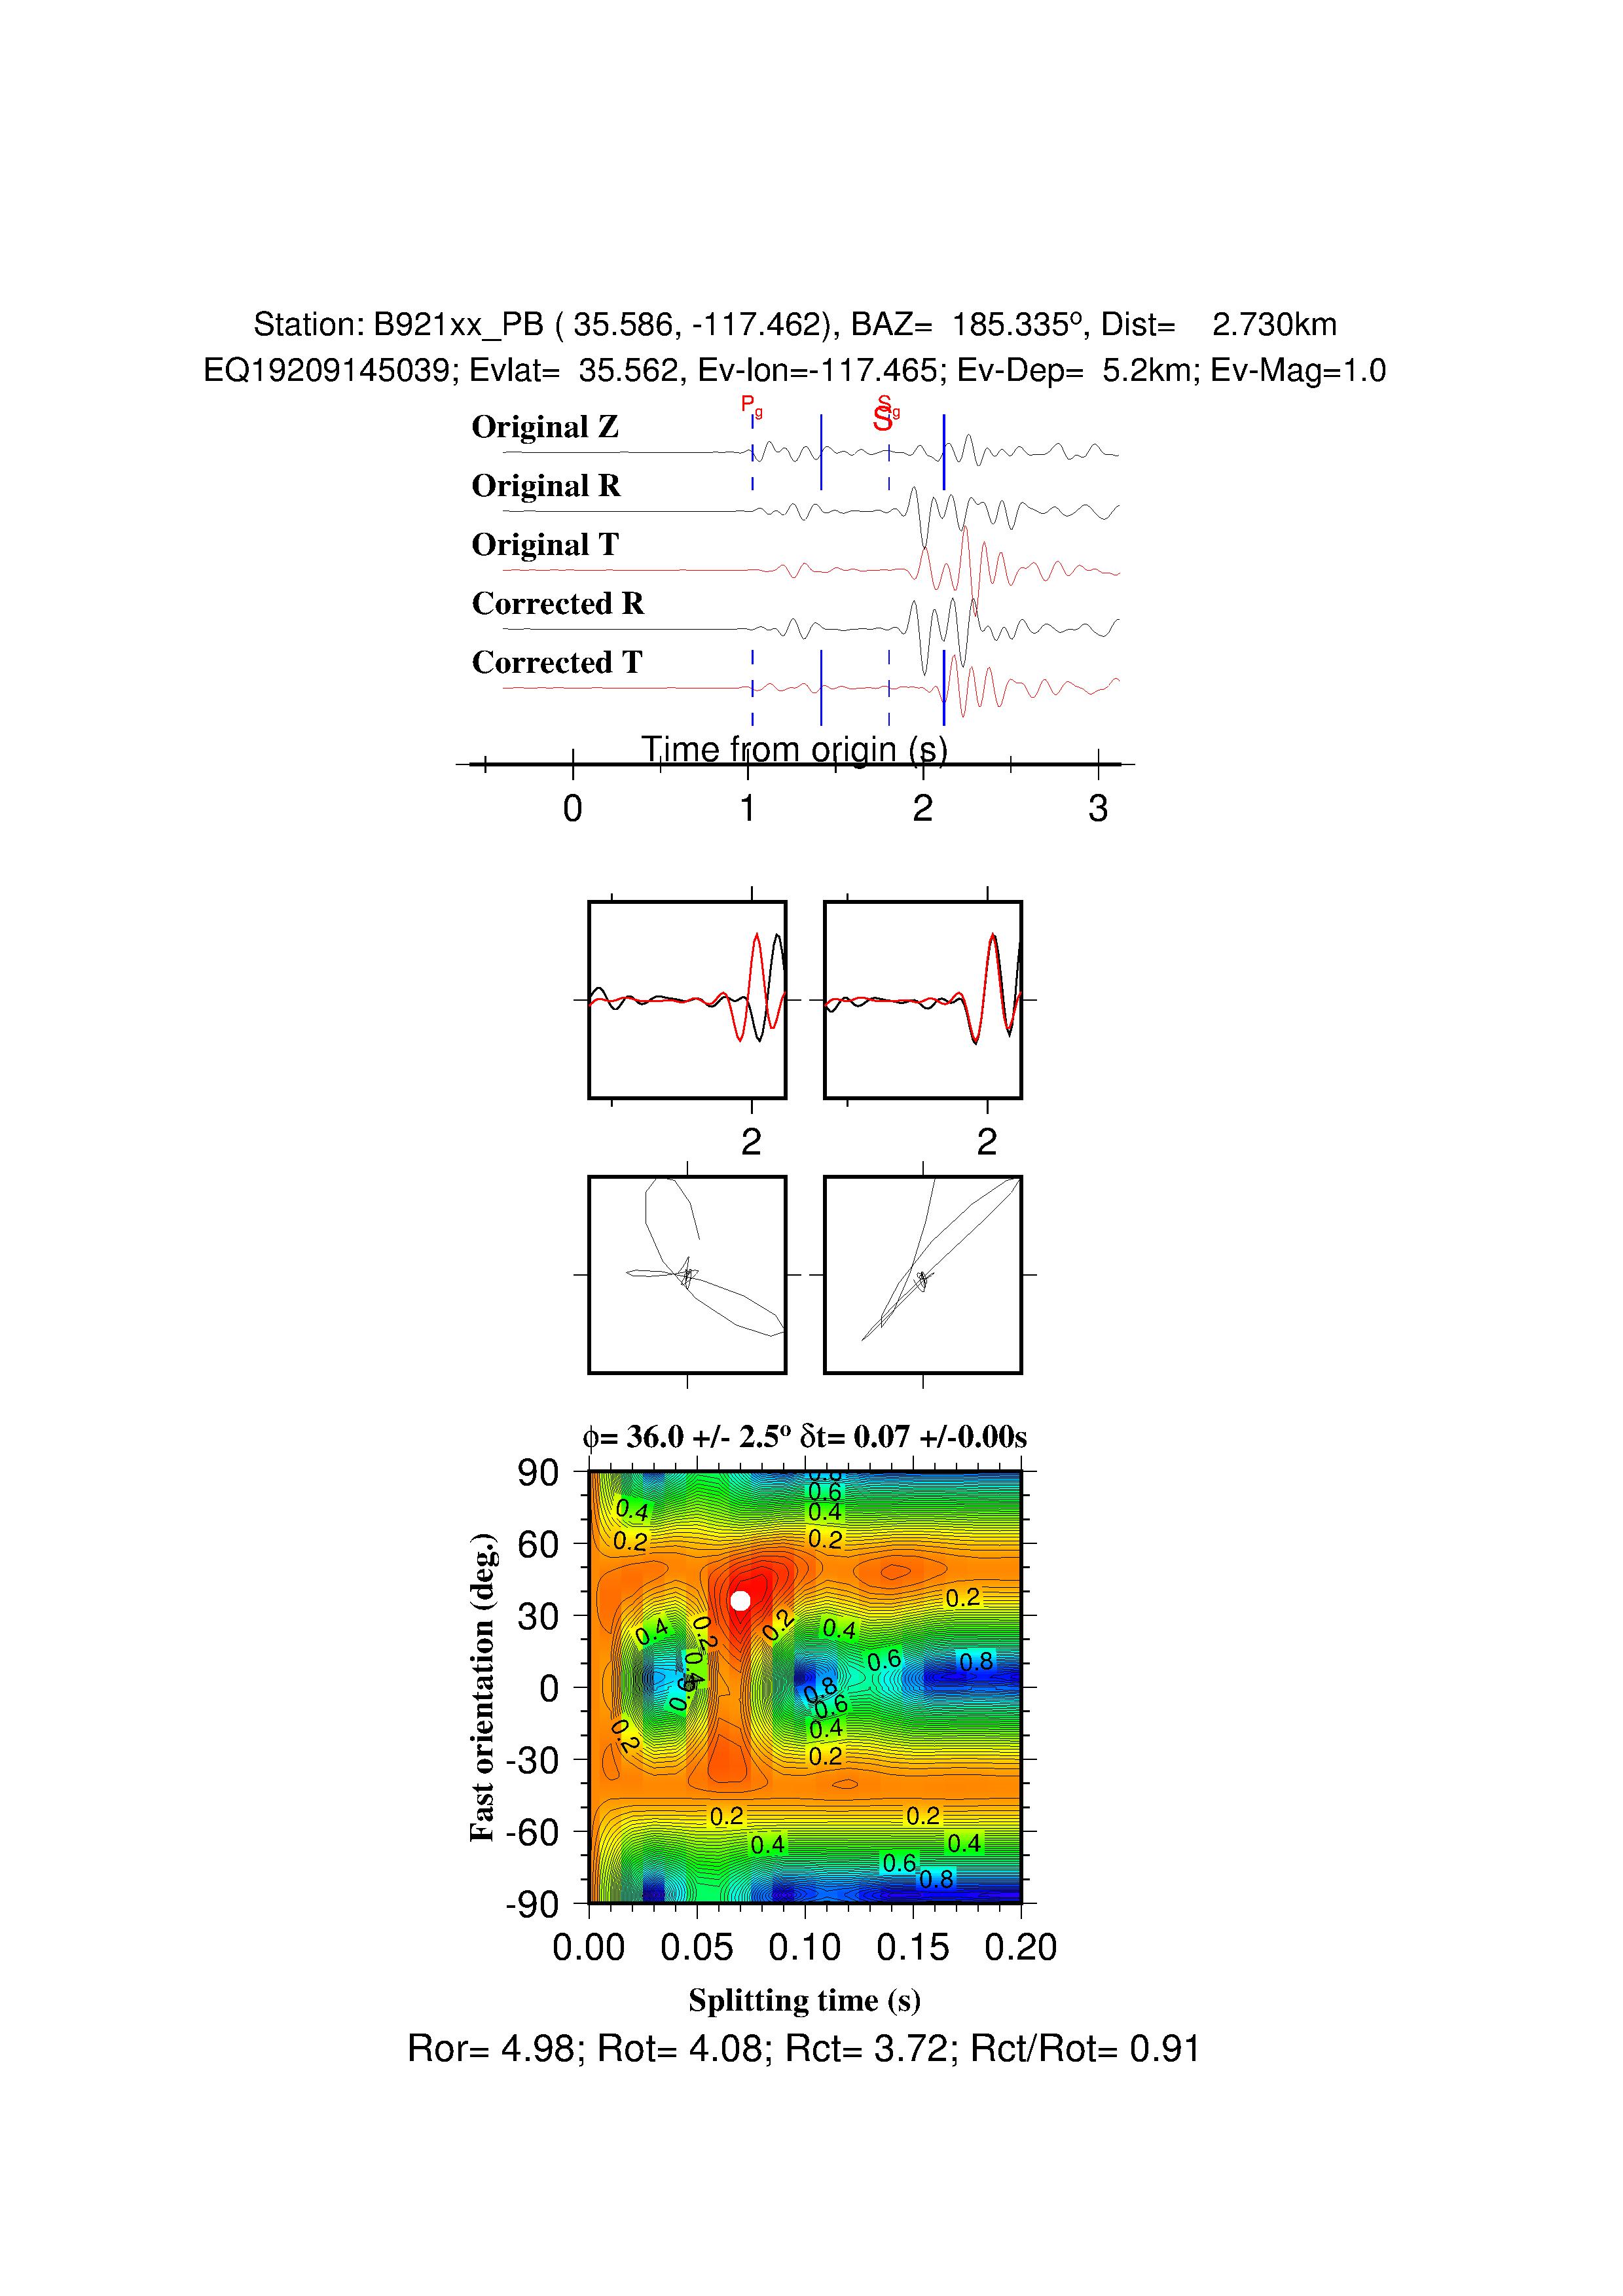 Station: B921xx_PB ( 35.586, -117.462), BAZ= 185.335º, Dist= 2.730km
EQ19209145039; Evlat= 35.562, Ev-lon=-117.465; Ev-Dep= 5.2km; Ev-Mag=1.0
Pg Sg
S
Original Z
Original R
Original T
Corrected R
Corrected T
Time from origin (s)
0 1 2 3
2 2
ϕ= 36.0 +/- 2.5º δt= 0.07 +/-0.00s
90
60
30
0
-30
-60
-90
Fast orientation (deg.)
0.8
0.6
0.4 0.4
0.2 0.2
0.2
0.4 0.2 0.2 0.4
0.6 0.8
0.8
0.6
0.4
0.2 0.2
0.2 0.2
0.4 0.4
0.6
0.8
0.00 0.05 0.10 0.15 0.20
Splitting time (s)
Ror= 4.98; Rot= 4.08; Rct= 3.72; Rct/Rot= 0.91